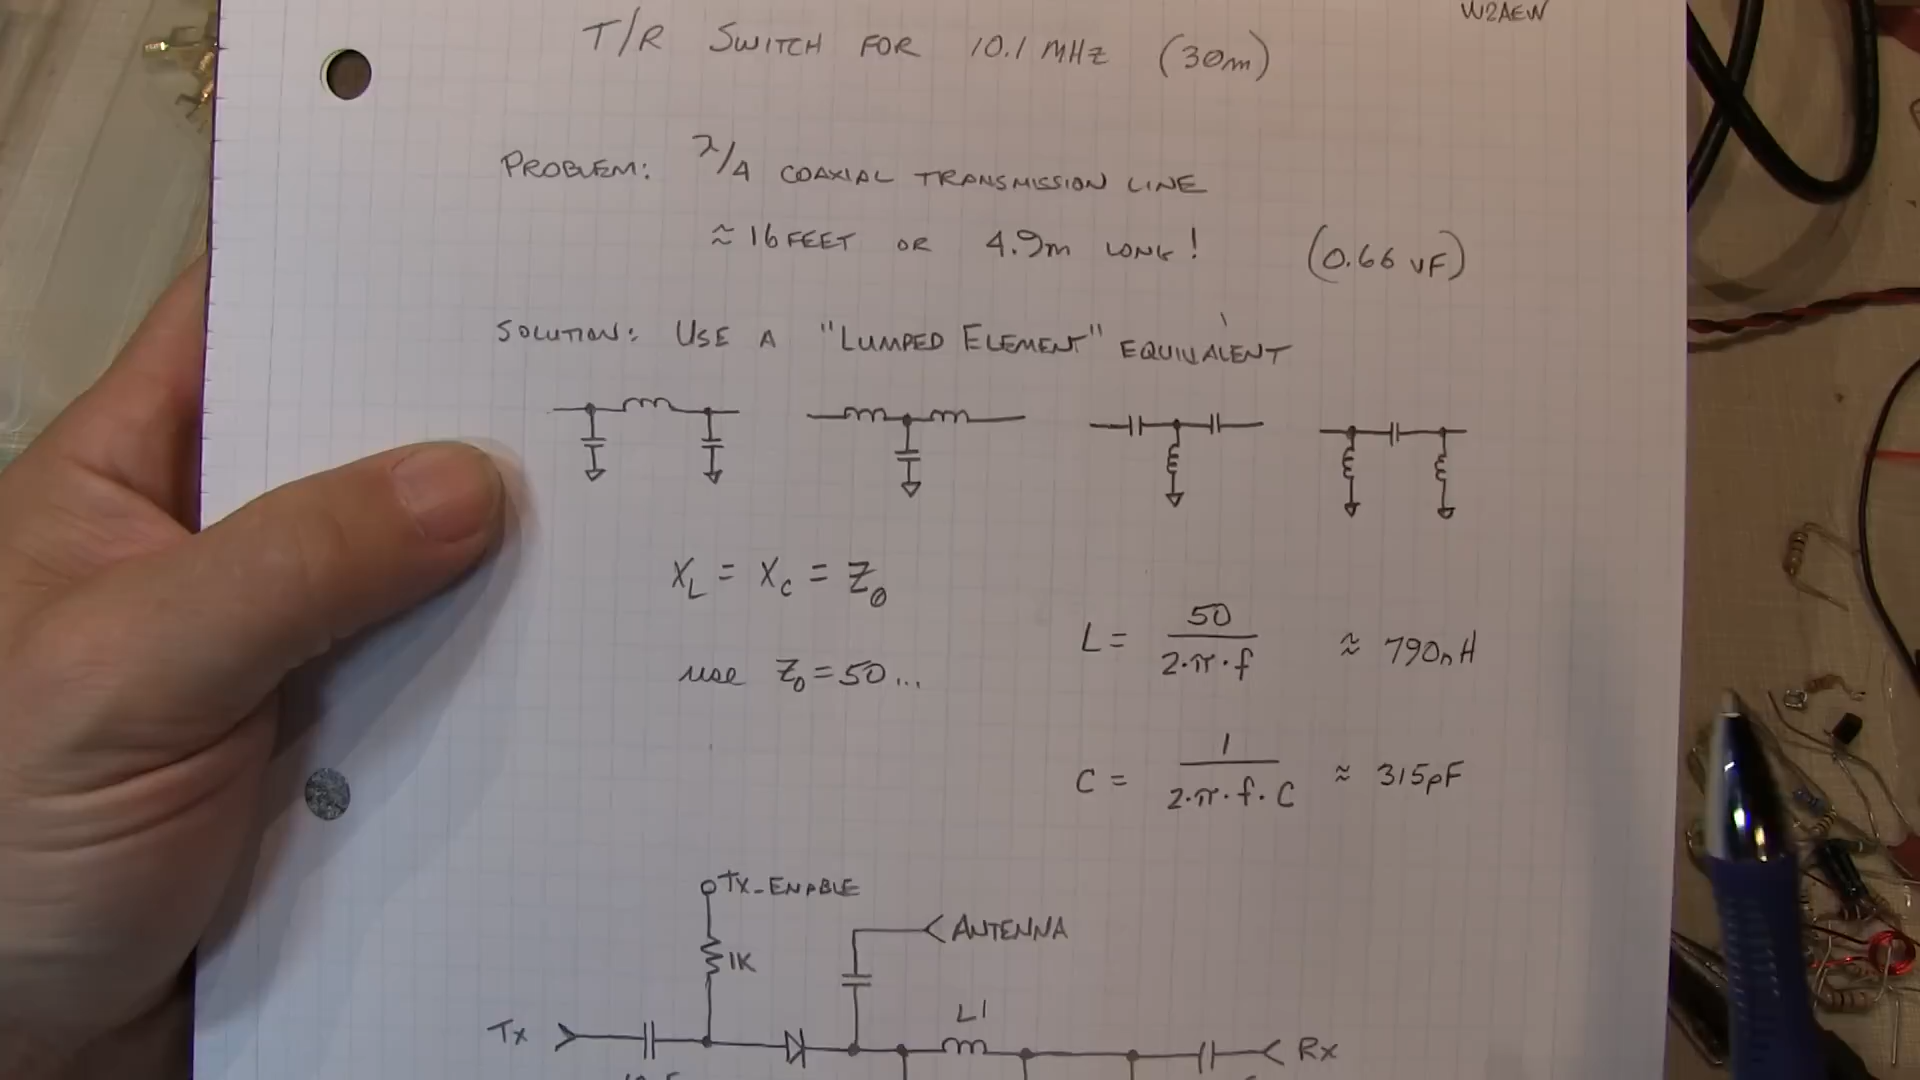 W2AEW
T/R SWITCH FOR 10.1 MHz (30m)
PROBLEM: λ/4 COAXIAL TRANSMISSION LINE
≈ 16 FEET OR 4.9m LONG! (0.66 VF)
SOLUTION: USE A "LUMPED ELEMENT" EQUIVALENT
XL = XC = Z0
use Z0 = 50...
L = 50 / 2·π·f ≈ 790nH
C = 1 / 2·π·f·C ≈ 315pF
TX-ENABLE
1K
ANTENNA
L1
Tx
Rx